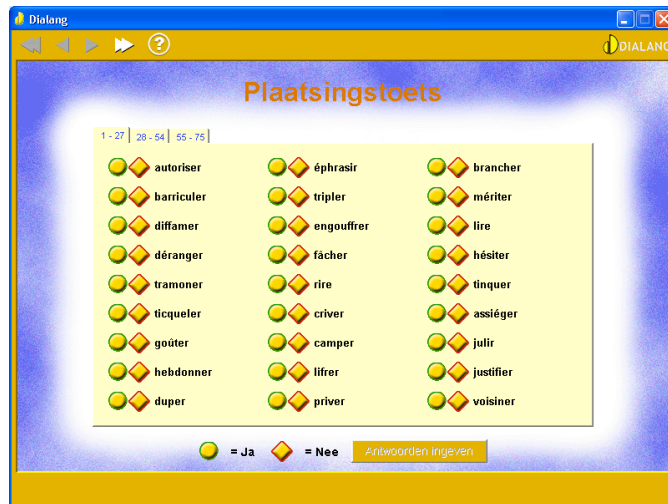 Dialang
?
DIALANG
Plaatsingstoets
1 - 27 28 - 54 55 - 75
autoriser éphrasir brancher
barriculer tripler mériter
diffamer engouffrer lire
déranger fâcher hésiter
tramoner rire tinquer
ticqueler criver assiéger
goûter camper julir
hebdonner lifrer justifier
duper priver voisiner
= Ja = Nee Antwoorden ingeven